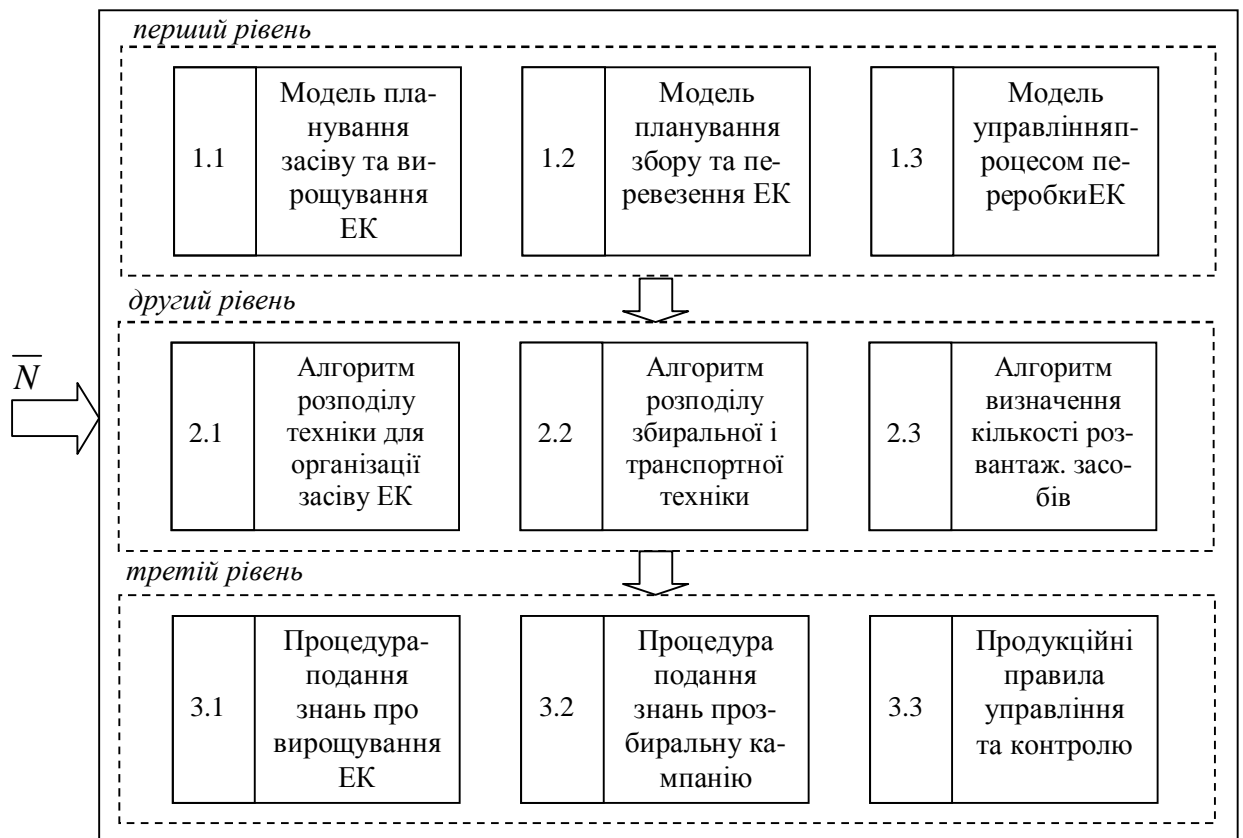 перший рівень
1.1
Модель пла-
нування
засіву та ви-
рощування
ЕК
1.2
Модель
планування
збору та пе-
ревезення ЕК
1.3
Модель
управлінняп-
роцесом пе-
реробкиЕК
другий рівень
N̅
2.1
Алгоритм
розподілу
техніки для
організації
засіву ЕК
2.2
Алгоритм
розподілу
збиральної і
транспортної
техніки
2.3
Алгоритм
визначення
кількості роз-
вантаж. засо-
бів
третій рівень
3.1
Процедура-
подання
знань про
вирощування
ЕК
3.2
Процедура
подання
знань проз-
биральну ка-
мпанію
3.3
Продукційні
правила
управління
та контролю